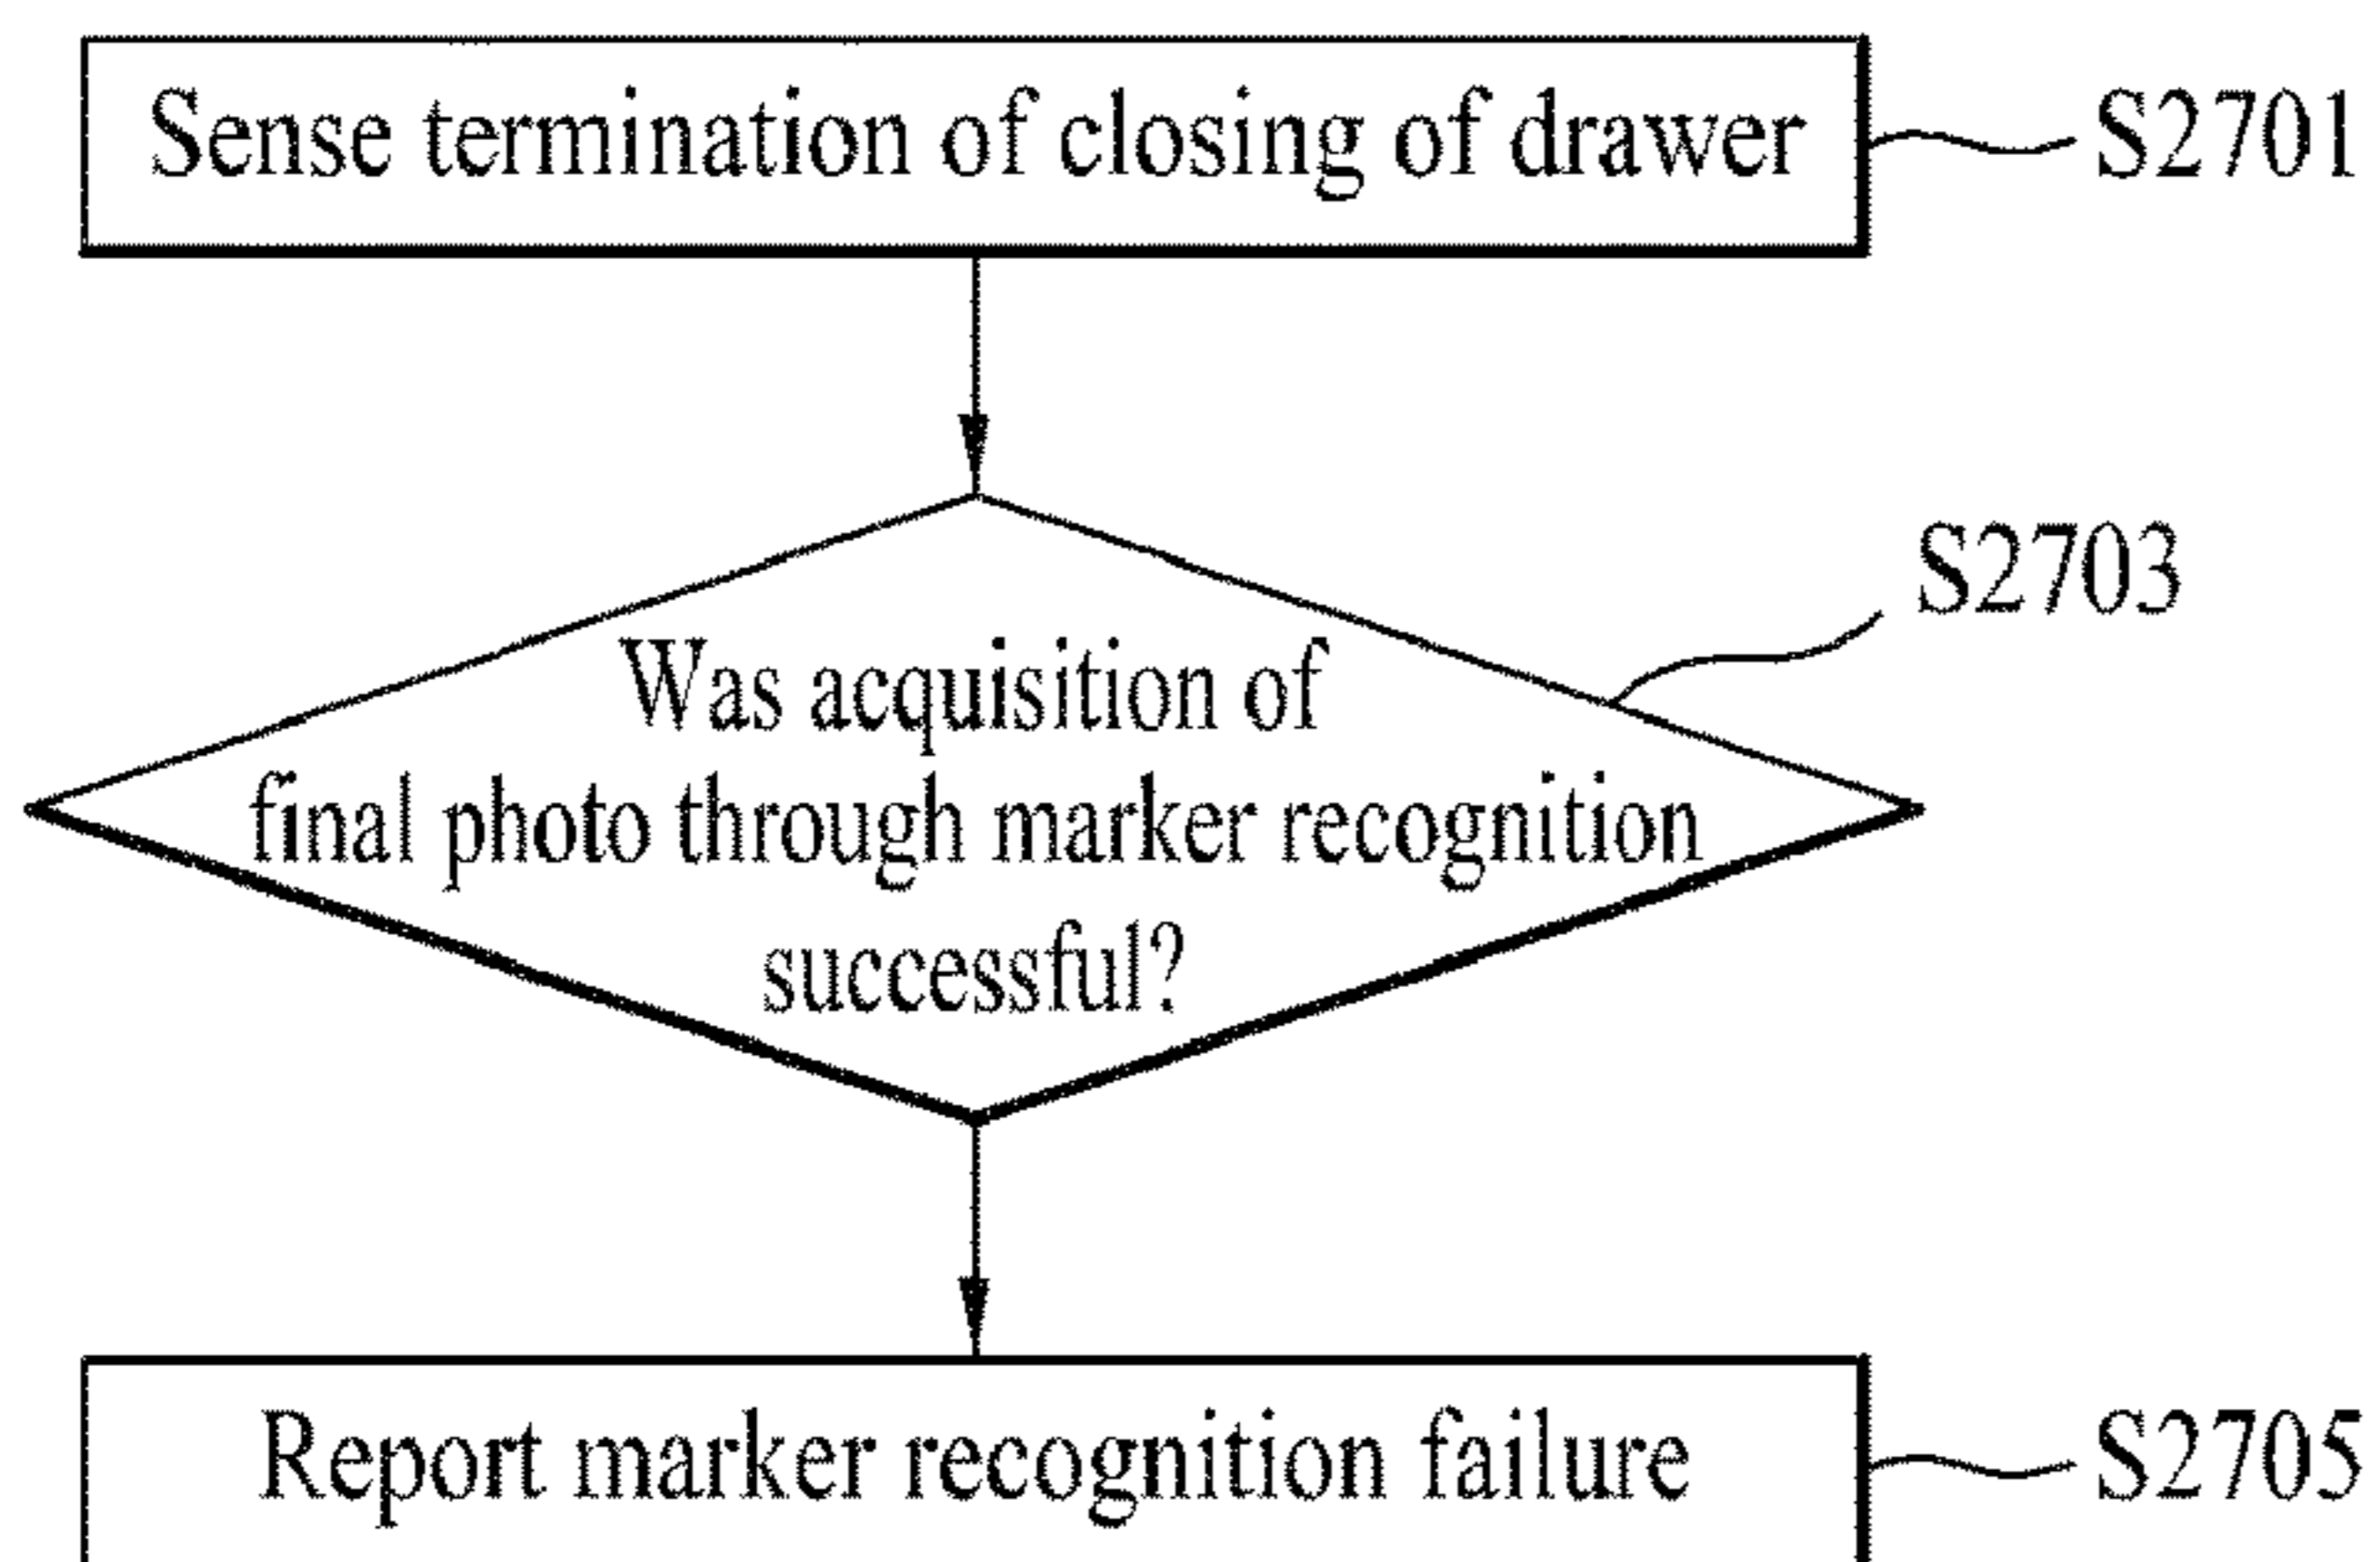 Sense termination of closing of drawer
S2701
S2703
Was acquisition of
final photo through marker recognition
successful?
Report marker recognition failure
S2705